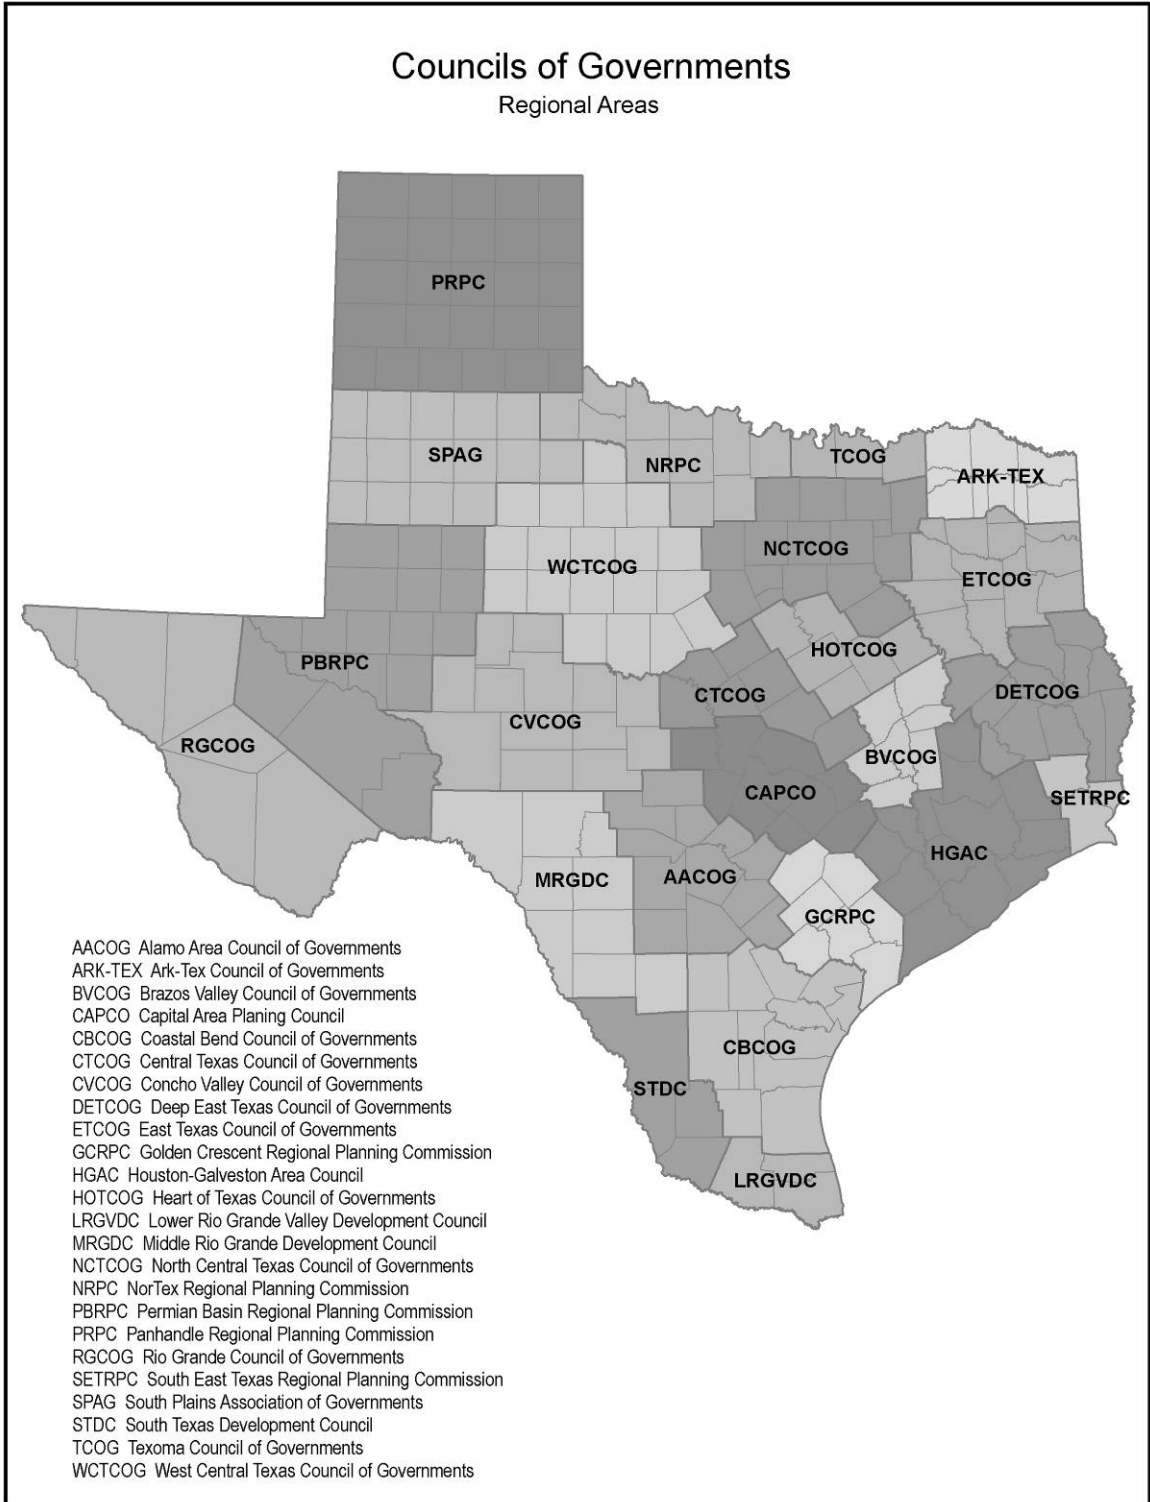 Councils of Governments
Regional Areas
PRPC
SPAG
NRPC
TCOG
ARK-TEX
NCTCOG
WCTCOG
ETCOG
HOTCOG
PBRPC
DETCOG
CTCOG
CVCOG
RGCOG
BVCOG
CAPCO
SETRPC
HGAC
AACOG
MRGDC
GCRPC
CBCOG
STDC
LRGVDC
AACOG Alamo Area Council of Governments
ARK-TEX Ark-Tex Council of Governments
BVCOG Brazos Valley Council of Governments
CAPCO Capital Area Planing Council
CBCOG Coastal Bend Council of Governments
CTCOG Central Texas Council of Governments
CVCOG Concho Valley Council of Governments
DETCOG Deep East Texas Council of Governments
ETCOG East Texas Council of Governments
GCRPC Golden Crescent Regional Planning Commission
HGAC Houston-Galveston Area Council
HOTCOG Heart of Texas Council of Governments
LRGVDC Lower Rio Grande Valley Development Council
MRGDC Middle Rio Grande Development Council
NCTCOG North Central Texas Council of Governments
NRPC NorTex Regional Planning Commission
PBRPC Permian Basin Regional Planning Commission
PRPC Panhandle Regional Planning Commission
RGCOG Rio Grande Council of Governments
SETRPC South East Texas Regional Planning Commission
SPAG South Plains Association of Governments
STDC South Texas Development Council
TCOG Texoma Council of Governments
WCTCOG West Central Texas Council of Governments